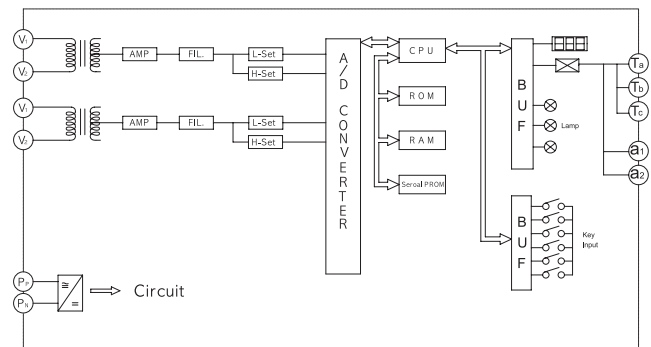 V1
V2
AMP
FIL.
L-Set
H-Set
V1
V2
AMP
FIL.
L-Set
H-Set
A/D CONVERTER
CPU
ROM
RAM
Seroal PROM
BUF
Lamp
Ta
Tb
Tc
a1
a2
BUF
Key
Input
PP
PN
≅
=
Circuit